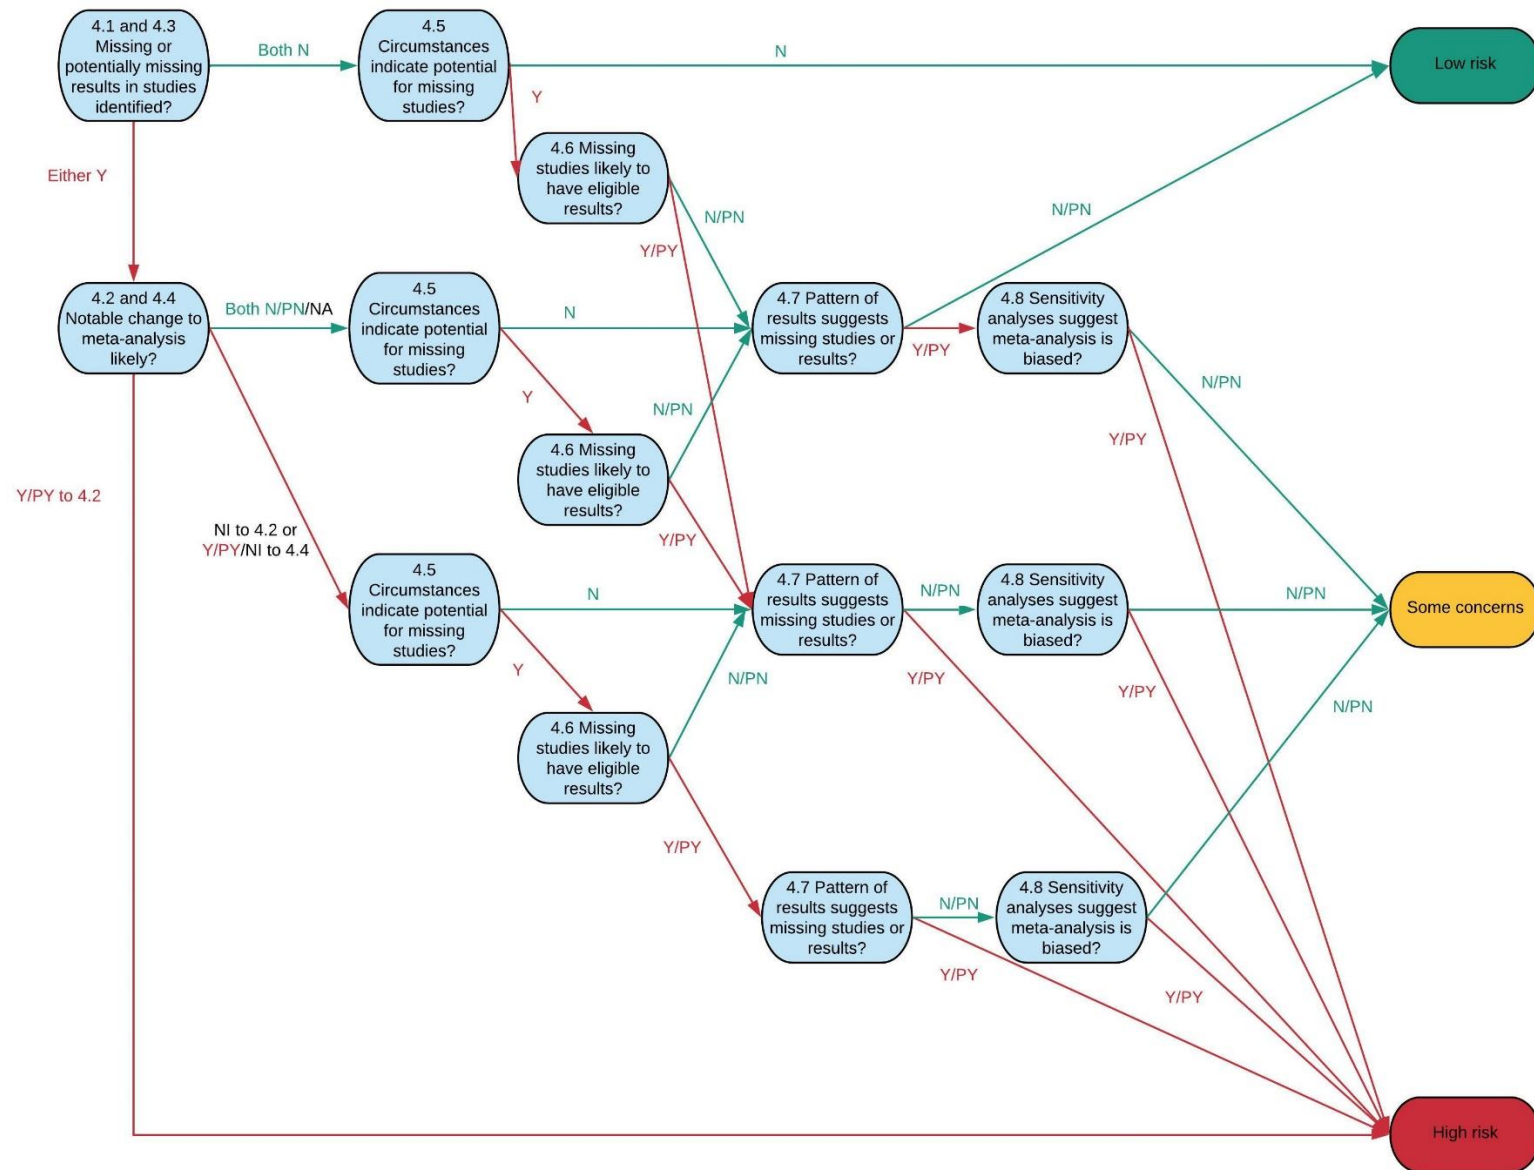 4.1 and 4.3
Missing or
potentially missing
results in studies
identified?
Both N
4.5
Circumstances
indicate potential
for missing
studies?
N
Low risk
Y
4.6 Missing
studies likely to
have eligible
results?
Either Y
N/PN
Y/PY
N/PN
4.2 and 4.4
Notable change to
meta-analysis
likely?
Both N/PN/NA
4.5
Circumstances
indicate potential
for missing
studies?
N
4.7 Pattern of
results suggests
missing studies or
results?
Y/PY
4.8 Sensitivity
analyses suggest
meta-analysis is
biased?
N/PN
Y/PY
Y
N/PN
4.6 Missing
studies likely to
have eligible
results?
Y/PY
Y/PY to 4.2
NI to 4.2 or
Y/PY/NI to 4.4
4.5
Circumstances
indicate potential
for missing
studies?
N
4.7 Pattern of
results suggests
missing studies or
results?
N/PN
4.8 Sensitivity
analyses suggest
meta-analysis is
biased?
N/PN
Some concerns
Y
N/PN
Y/PY
Y/PY
N/PN
4.6 Missing
studies likely to
have eligible
results?
Y/PY
4.7 Pattern of
results suggests
missing studies or
results?
N/PN
4.8 Sensitivity
analyses suggest
meta-analysis is
biased?
Y/PY
Y/PY
High risk